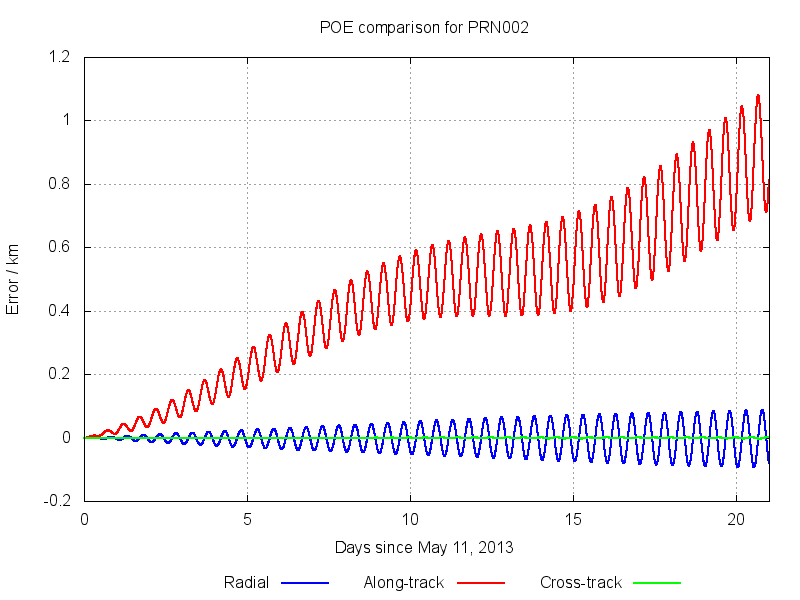 POE comparison for PRN002
1.2
1
0.8
0.6
0.4
0.2
0
-0.2
Error / km
0 5 10 15 20
Days since May 11, 2013
Radial Along-track Cross-track